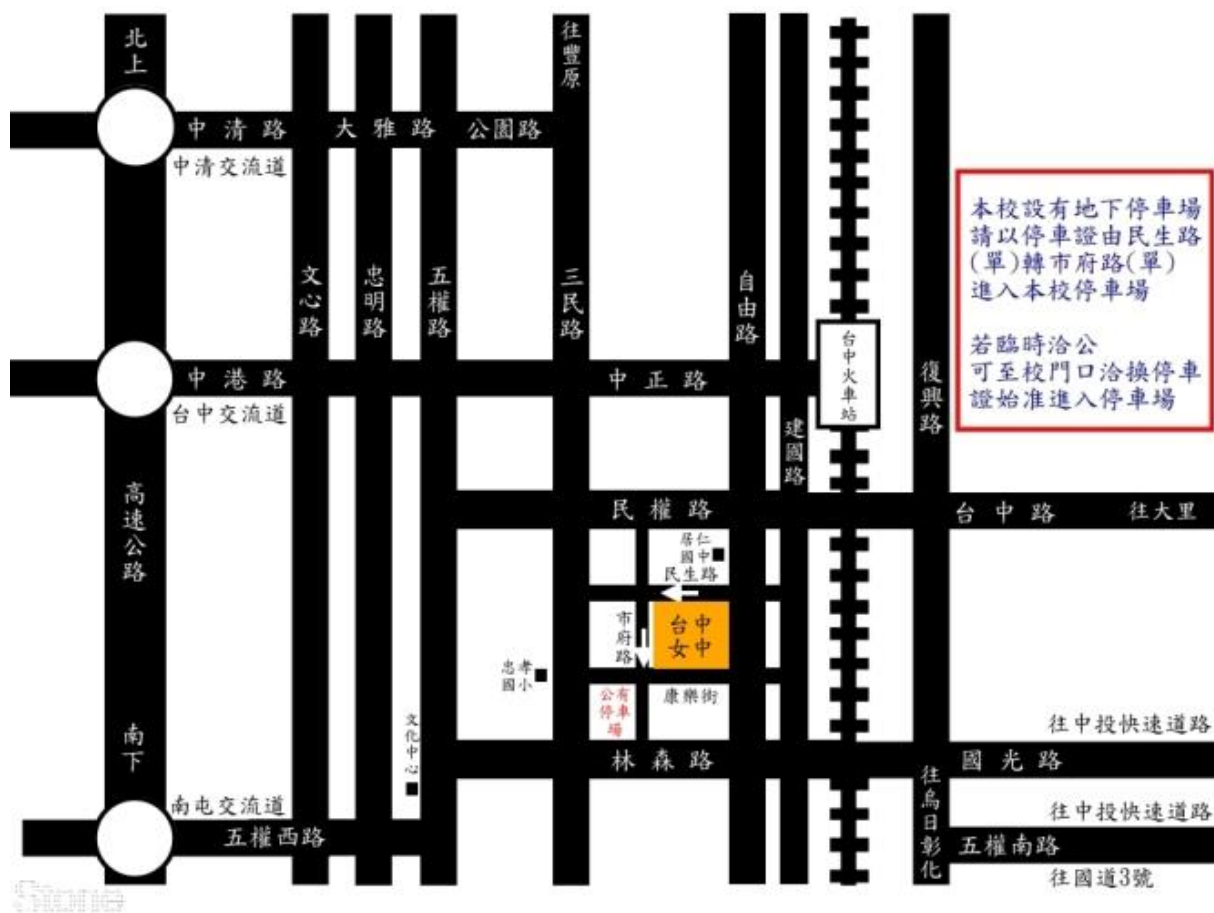 北上
往豐原
中清路
大雅路
公園路
中清交流道
本校設有地下停車場
請以停車證由民生路
(單)轉市府路(單)
進入本校停車場
若臨時洽公
可至校門口洽換停車
證始准進入停車場
文心路
忠明路
五權路
三民路
自由路
台中火車站
復興路
中港路
中正路
台中交流道
建國路
高速公路
民權路
台中路
往大里
居仁
國中
民生路
市府路
台中
女中
忠孝
國小
公有
停車
場
康樂街
文化中心
南下
往中投快速道路
林森路
國光路
往烏日彰化
南屯交流道
往中投快速道路
五權西路
五權南路
往國道3號
Stone